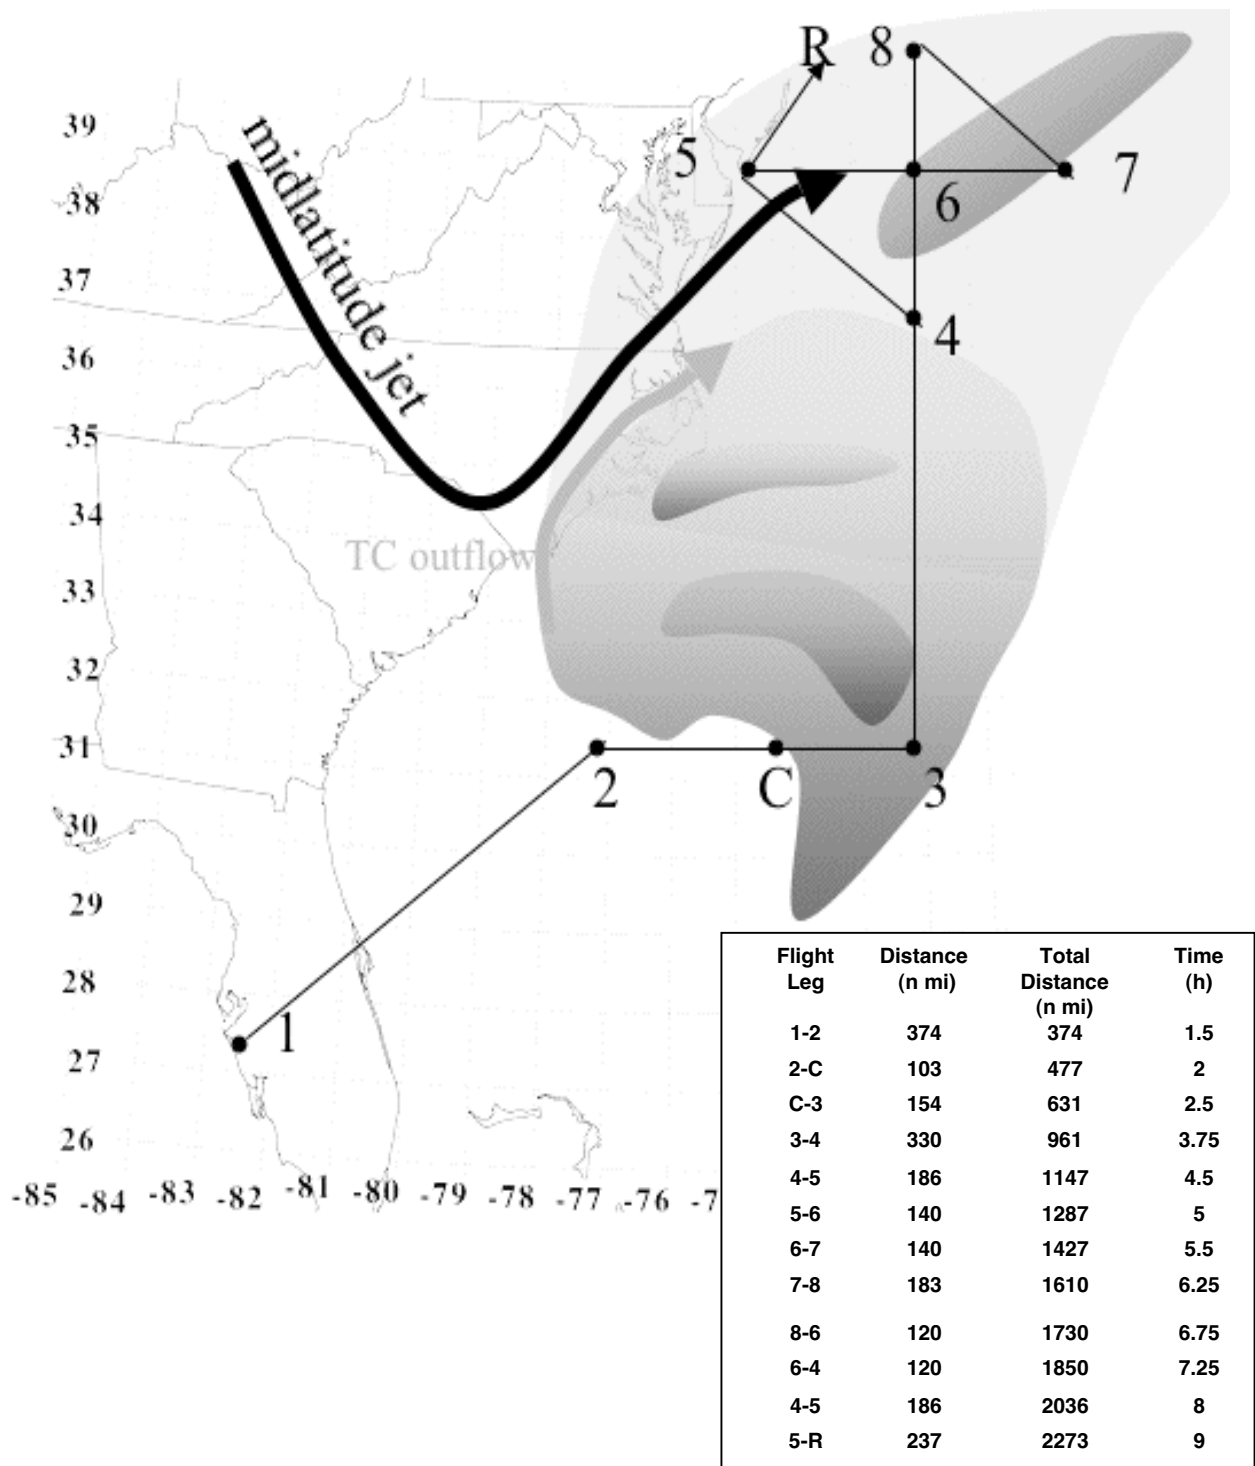 R
8
39
midlatitude jet
5
7
38
6
37
4
36
35
34
TC outflow
33
32
31
2
C
3
30
29
28
1
27
26
-85 -84 -83 -82 -81 -80 -79 -78 -77 -76 -7
Flight Leg Distance (n mi) Total Distance (n mi) Time (h)
1-2 374 374 1.5
2-C 103 477 2
C-3 154 631 2.5
3-4 330 961 3.75
4-5 186 1147 4.5
5-6 140 1287 5
6-7 140 1427 5.5
7-8 183 1610 6.25
8-6 120 1730 6.75
6-4 120 1850 7.25
4-5 186 2036 8
5-R 237 2273 9